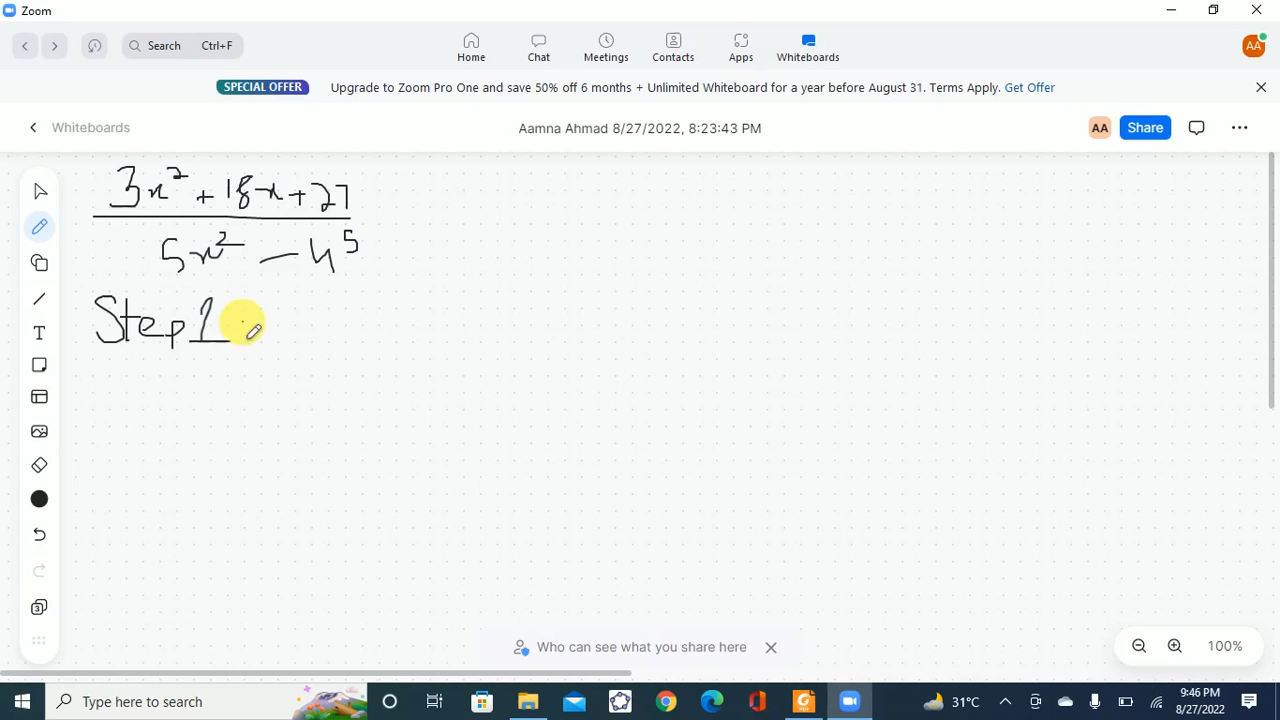 Zoom
Search Ctrl+F
Home
Chat
Meetings
Contacts
Apps
Whiteboards
AA
SPECIAL OFFER Upgrade to Zoom Pro One and save 50% off 6 months + Unlimited Whiteboard for a year before August 31. Terms Apply. Get Offer
Whiteboards
Aamna Ahmad 8/27/2022, 8:23:43 PM
AA
Share
3x² + 18x + 27
5x² - 45
Step 1
T
3
Who can see what you share here
100%
Type here to search
31°C
9:46 PM
8/27/2022